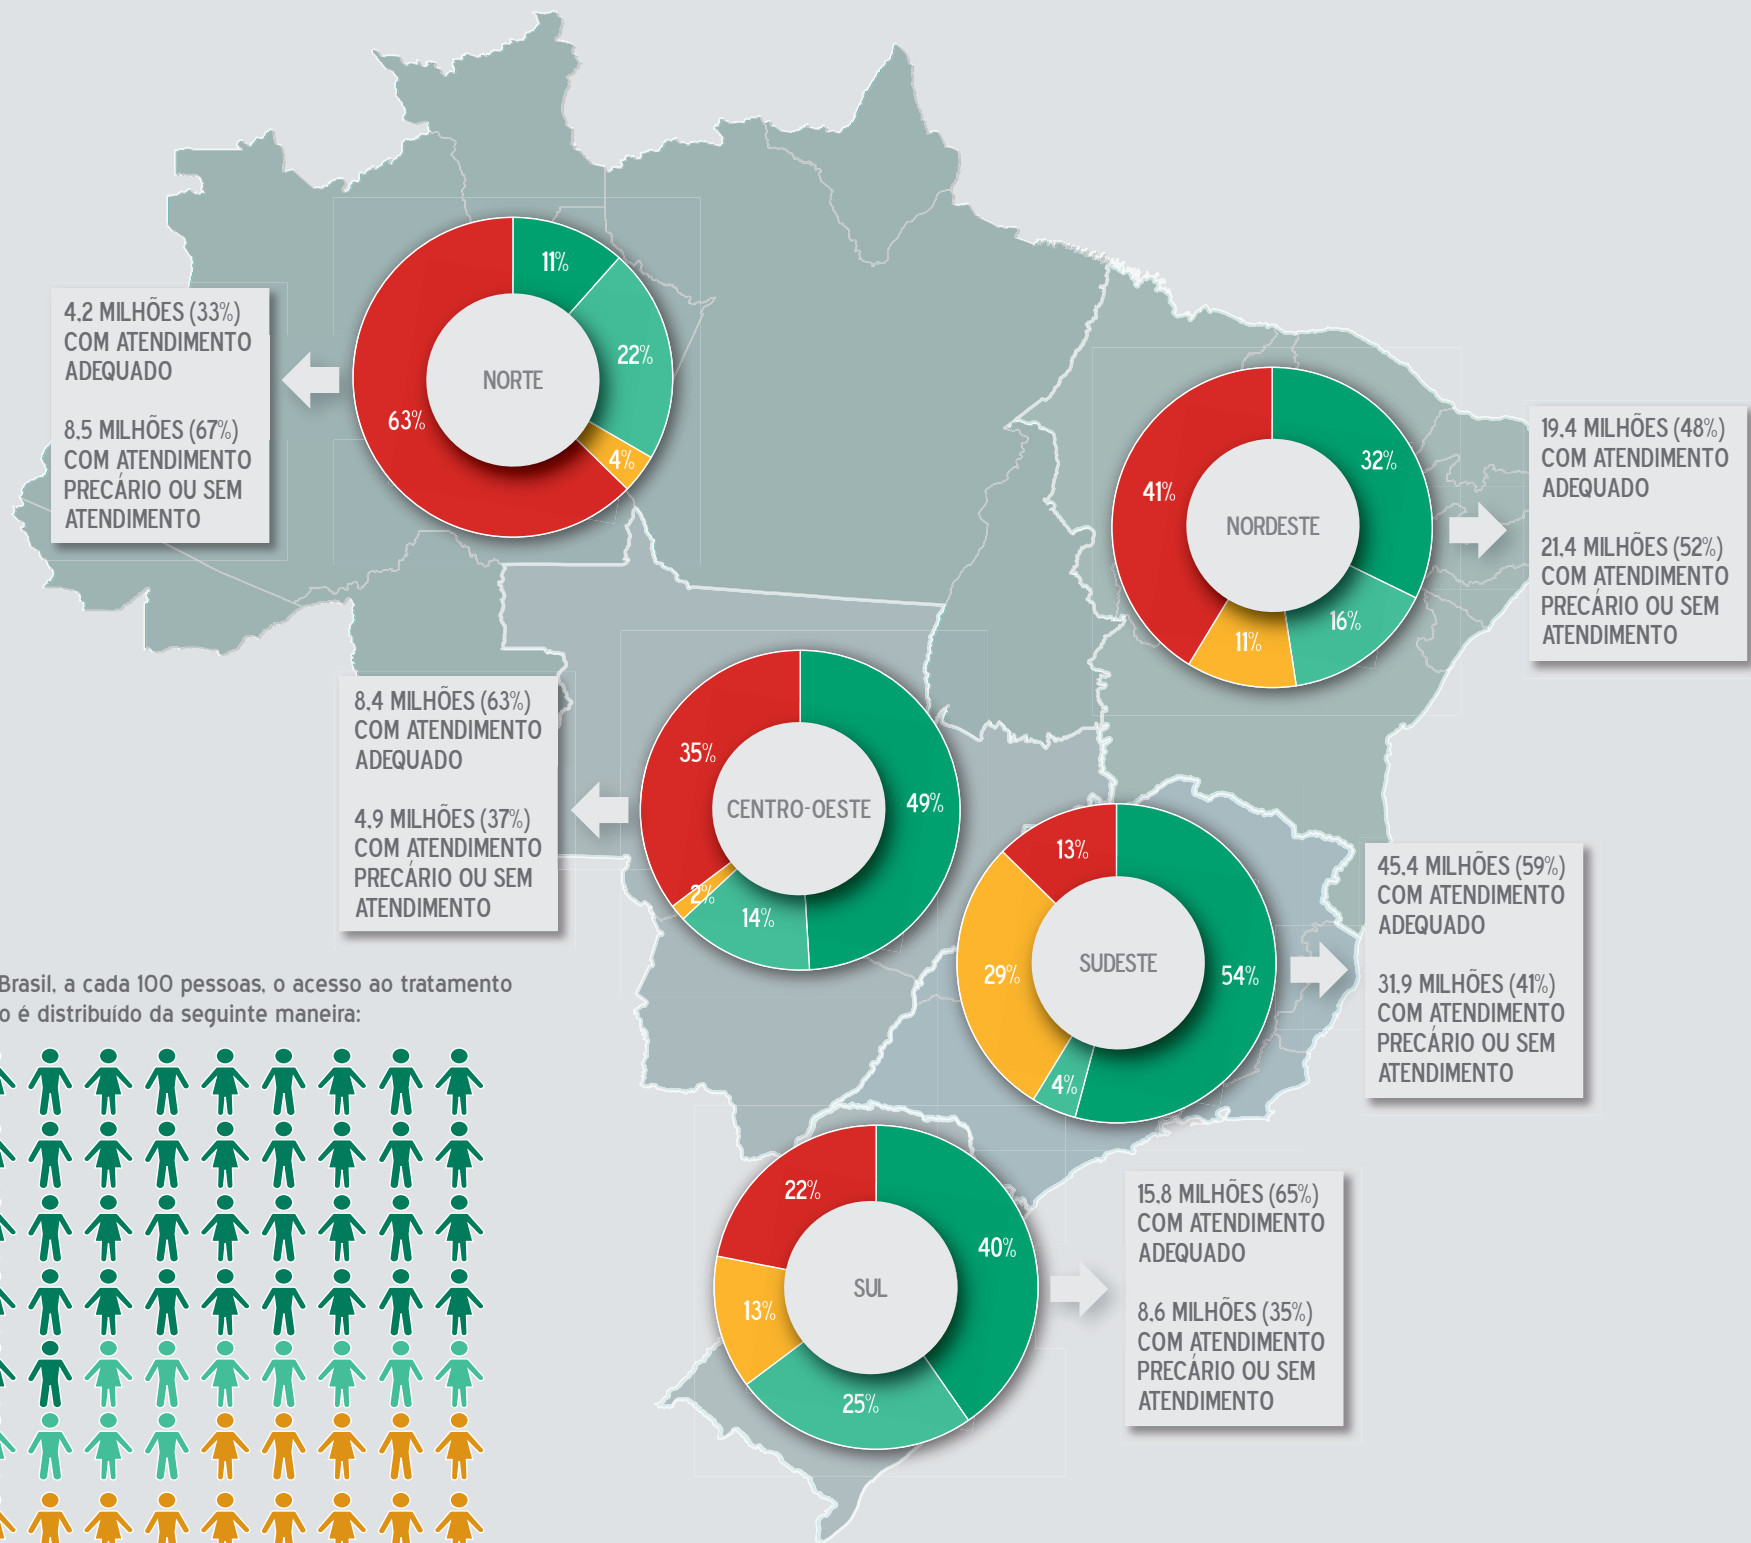 11%
22%
4%
63%
NORTE
4,2 MILHÕES (33%)
COM ATENDIMENTO
ADEQUADO
8,5 MILHÕES (67%)
COM ATENDIMENTO
PRECÁRIO OU SEM
ATENDIMENTO
32%
16%
11%
41%
NORDESTE
19,4 MILHÕES (48%)
COM ATENDIMENTO
ADEQUADO
21,4 MILHÕES (52%)
COM ATENDIMENTO
PRECÁRIO OU SEM
ATENDIMENTO
49%
14%
2%
35%
CENTRO-OESTE
8,4 MILHÕES (63%)
COM ATENDIMENTO
ADEQUADO
4,9 MILHÕES (37%)
COM ATENDIMENTO
PRECÁRIO OU SEM
ATENDIMENTO
54%
4%
29%
13%
SUDESTE
45,4 MILHÕES (59%)
COM ATENDIMENTO
ADEQUADO
31,9 MILHÕES (41%)
COM ATENDIMENTO
PRECÁRIO OU SEM
ATENDIMENTO
40%
25%
13%
22%
SUL
15,8 MILHÕES (65%)
COM ATENDIMENTO
ADEQUADO
8,6 MILHÕES (35%)
COM ATENDIMENTO
PRECÁRIO OU SEM
ATENDIMENTO
Brasil, a cada 100 pessoas, o acesso ao tratamento
o é distribuído da seguinte maneira: